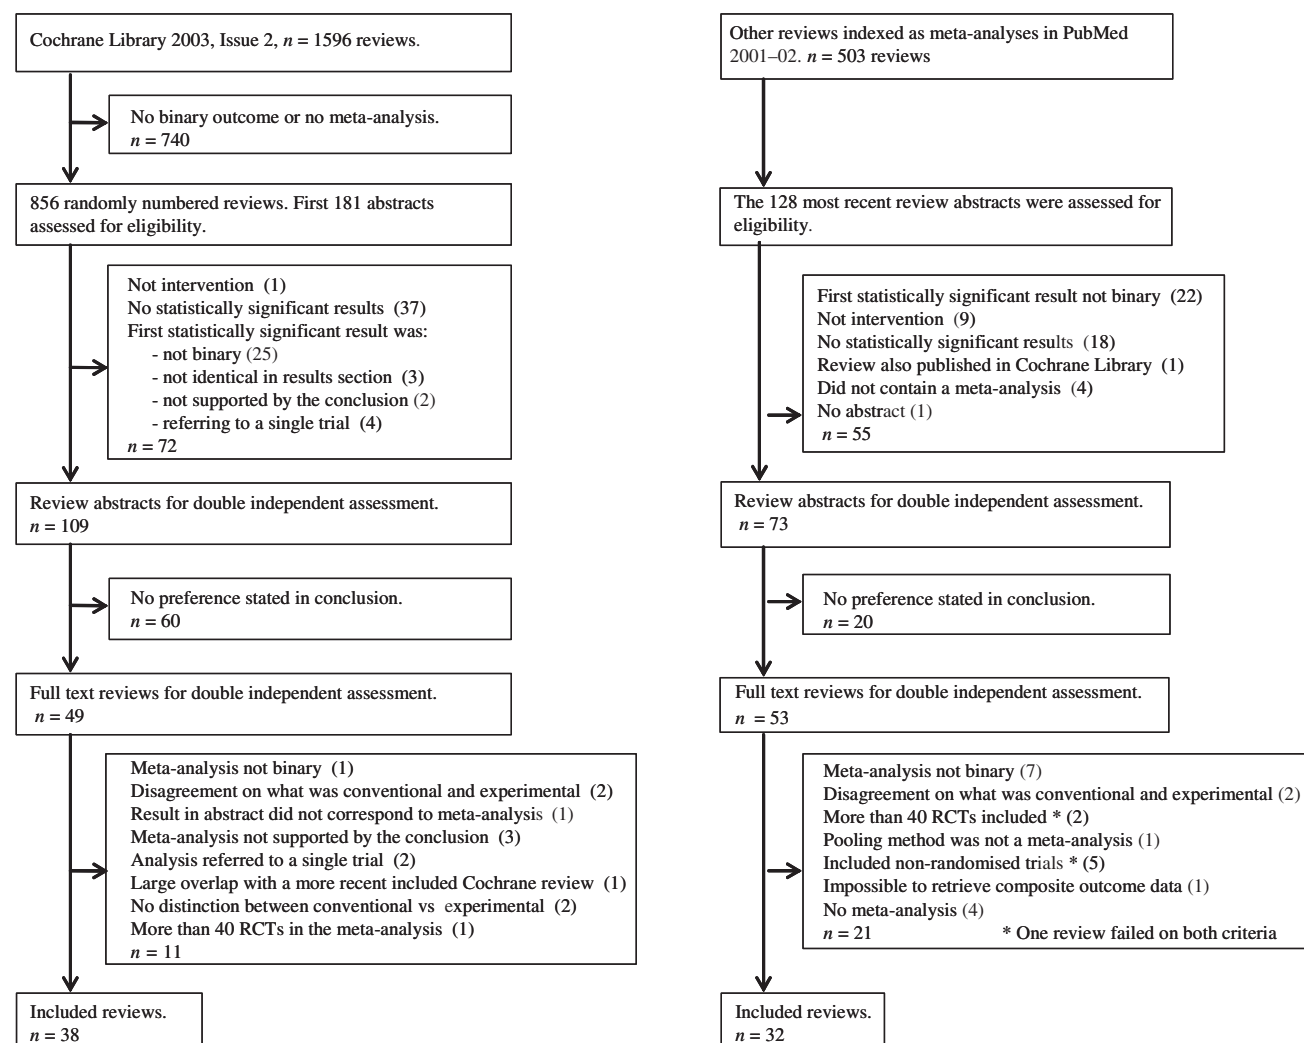 Cochrane Library 2003, Issue 2, n = 1596 reviews.
No binary outcome or no meta-analysis.
n = 740
856 randomly numbered reviews. First 181 abstracts
assessed for eligibility.
Not intervention (1)
No statistically significant results (37)
First statistically significant result was:
- not binary (25)
- not identical in results section (3)
- not supported by the conclusion (2)
- referring to a single trial (4)
n = 72
Review abstracts for double independent assessment.
n = 109
No preference stated in conclusion.
n = 60
Full text reviews for double independent assessment.
n = 49
Meta-analysis not binary (1)
Disagreement on what was conventional and experimental (2)
Result in abstract did not correspond to meta-analysis (1)
Meta-analysis not supported by the conclusion (3)
Analysis referred to a single trial (2)
Large overlap with a more recent included Cochrane review (1)
No distinction between conventional vs experimental (2)
More than 40 RCTs in the meta-analysis (1)
n = 11
Included reviews.
n = 38
Other reviews indexed as meta-analyses in PubMed
2001–02. n = 503 reviews
The 128 most recent review abstracts were assessed for
eligibility.
First statistically significant result not binary (22)
Not intervention (9)
No statistically significant results (18)
Review also published in Cochrane Library (1)
Did not contain a meta-analysis (4)
No abstract (1)
n = 55
Review abstracts for double independent assessment.
n = 73
No preference stated in conclusion.
n = 20
Full text reviews for double independent assessment.
n = 53
Meta-analysis not binary (7)
Disagreement on what was conventional and experimental (2)
More than 40 RCTs included * (2)
Pooling method was not a meta-analysis (1)
Included non-randomised trials * (5)
Impossible to retrieve composite outcome data (1)
No meta-analysis (4)
n = 21 * One review failed on both criteria
Included reviews.
n = 32